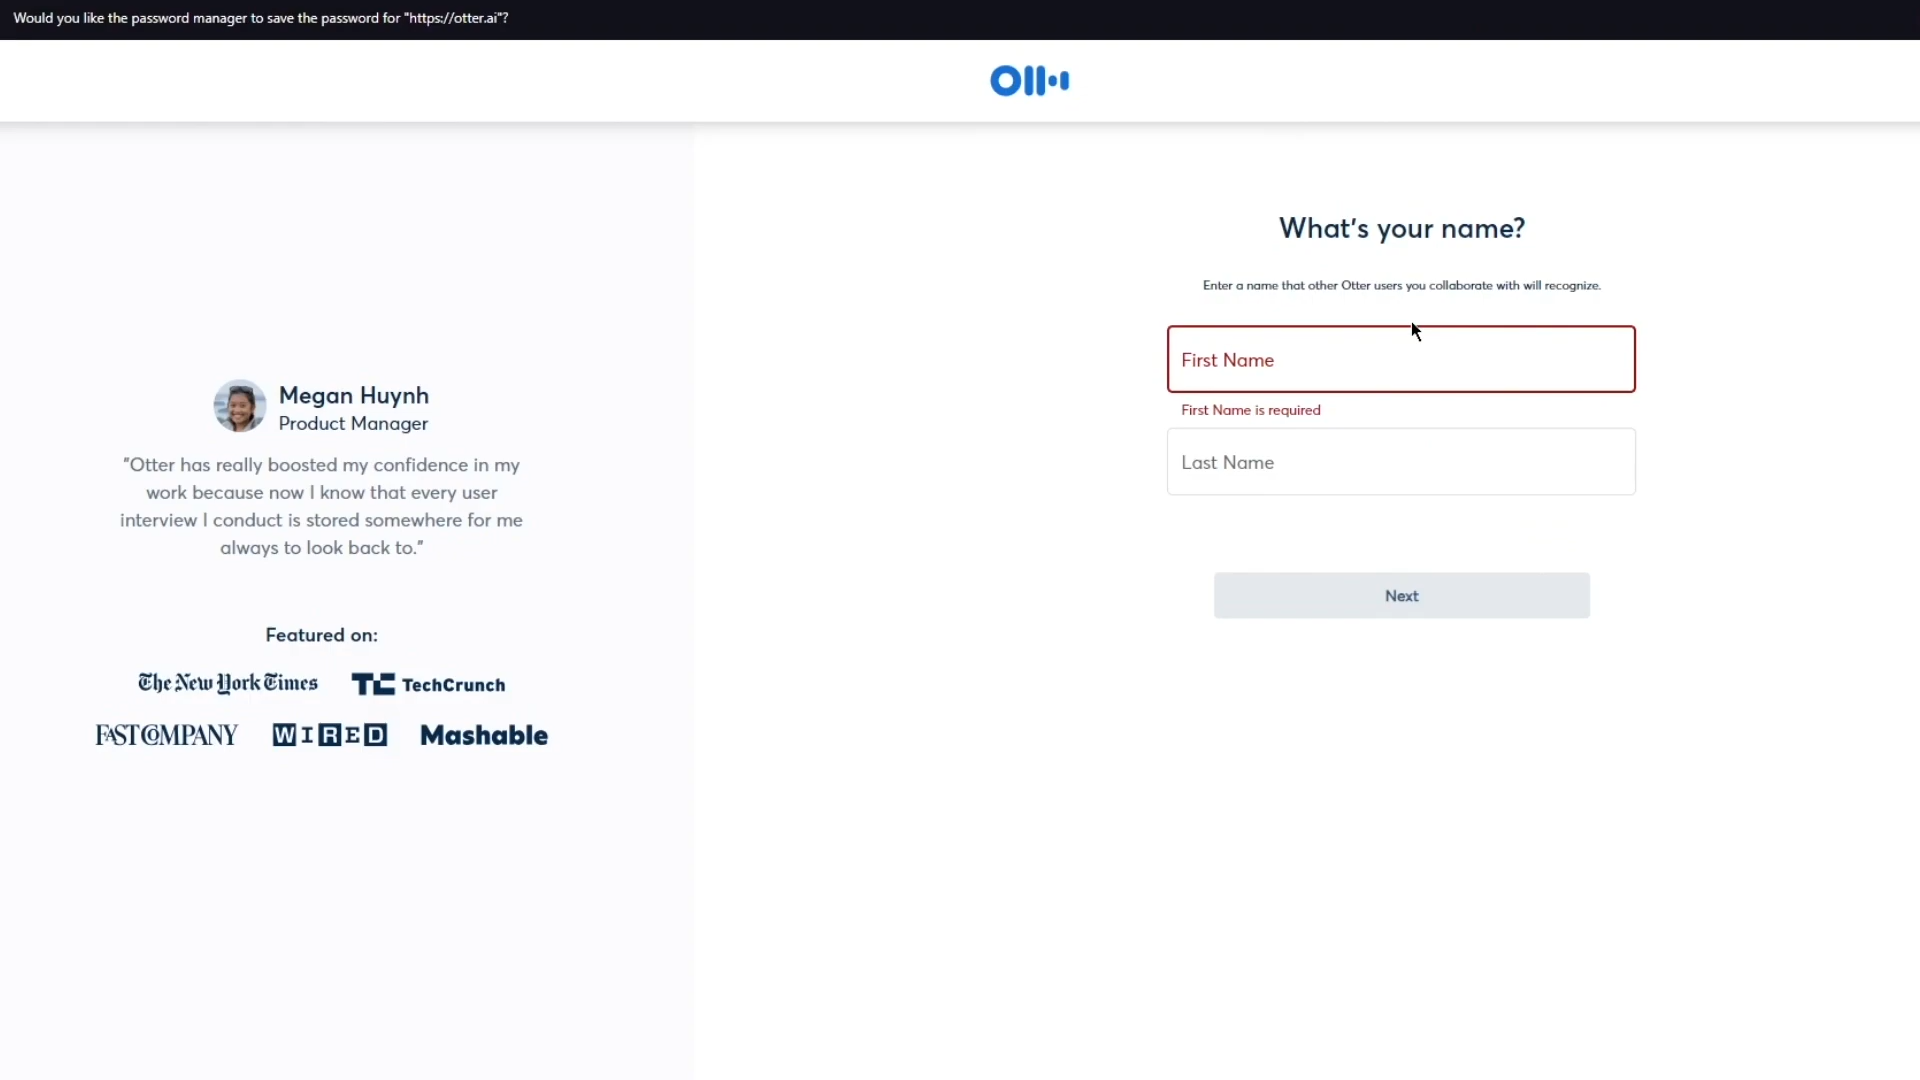 Would you like the password manager to save the password for "https://otter.ai"?
What's your name?
Enter a name that other Otter users you collaborate with will recognize.
First Name
First Name is required
Last Name
Next
Megan Huynh
Product Manager
"Otter has really boosted my confidence in my
work because now I know that every user
interview I conduct is stored somewhere for me
always to look back to."
Featured on:
The New York Times
TC TechCrunch
FAST COMPANY
WIRED
Mashable